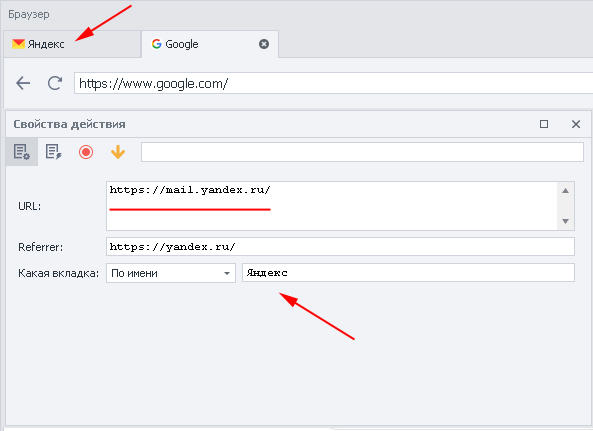 Браузер
Яндекс
Google
https://www.google.com/
Свойства действия
URL: https://mail.yandex.ru/
Referrer: https://yandex.ru/
Какая вкладка: По имени Яндекс